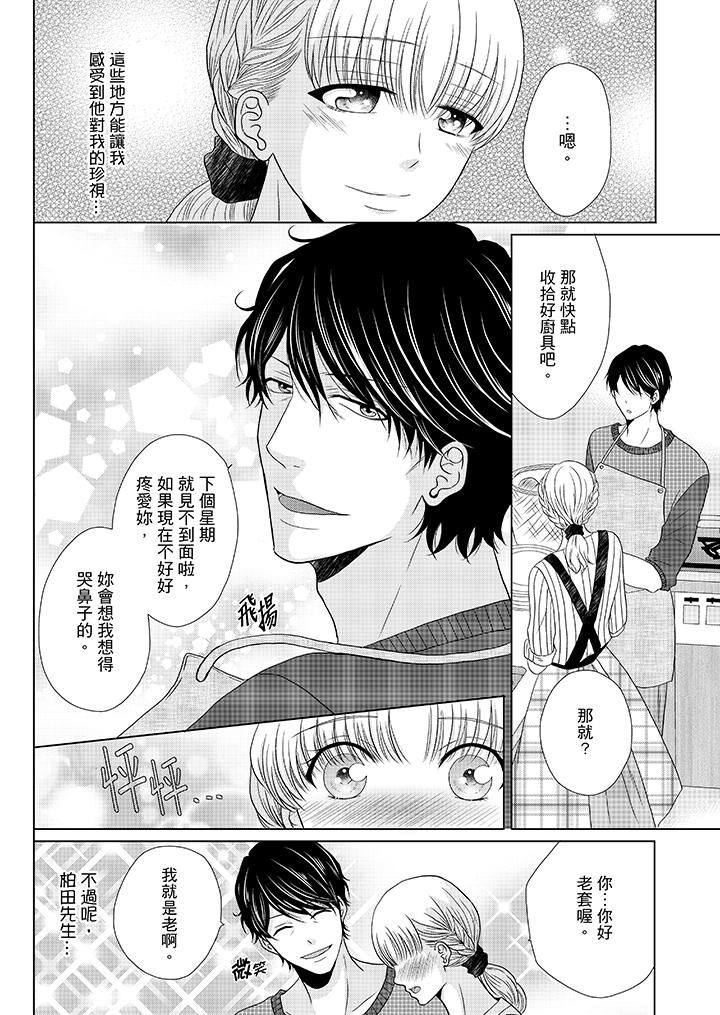 …嗯。
這些地方能讓我
感受到他對我的珍視…
那就快點
收拾好廚具吧。
那就？
下個星期
就見不到面啦，
如果現在不好好
疼愛妳，
妳會想我想得
哭鼻子的。
飛揚
怦怦…
你…你好
老套喔。
我就是老啊。
微笑
不過呢，
柏田先生…